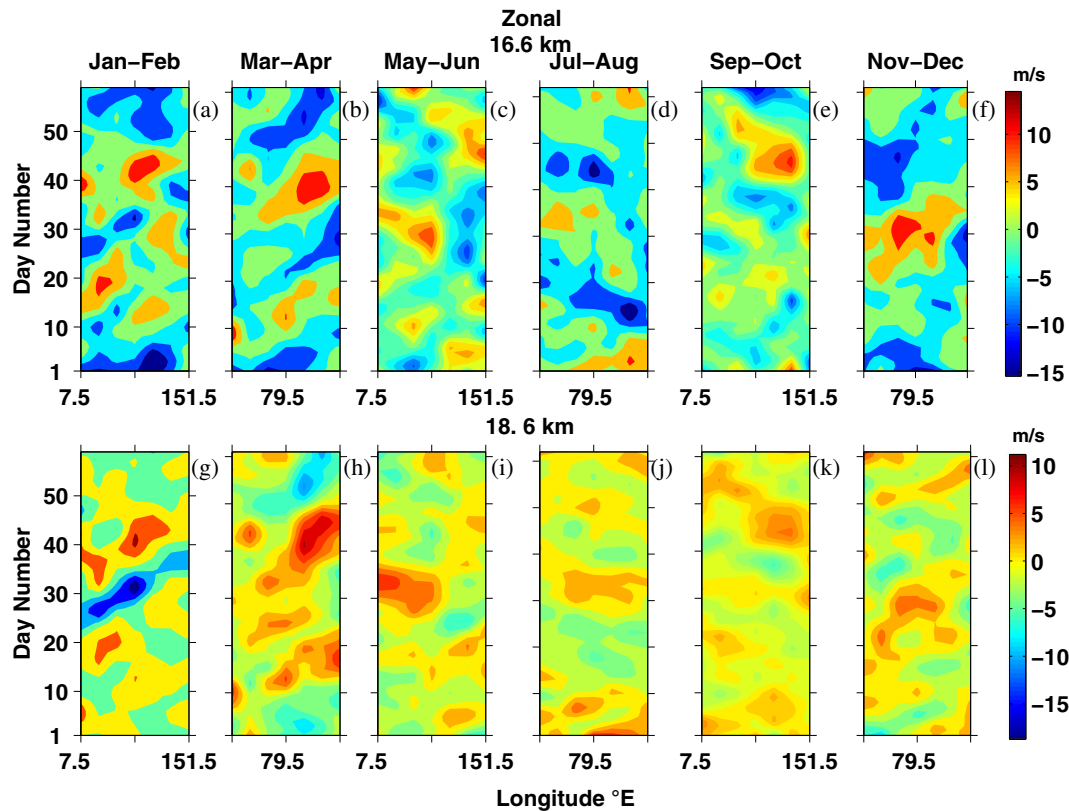 Zonal
16.6 km
Jan–Feb Mar–Apr May–Jun Jul–Aug Sep–Oct Nov–Dec
m/s
(a) (b) (c) (d) (e) (f)
Day Number
50
40
30
20
10
1
10
5
0
−5
−10
−15
7.5 151.5 79.5 7.5 151.5 79.5 7.5 151.5 79.5
18. 6 km
m/s
(g) (h) (i) (j) (k) (l)
Day Number
50
40
30
20
10
1
10
5
0
−5
−10
−15
7.5 151.5 79.5 7.5 151.5 79.5 7.5 151.5 79.5
Longitude °E